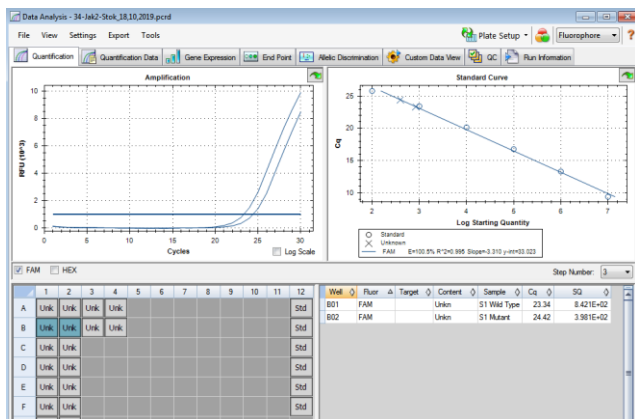 Data Analysis - 34-Jak2-Stok_18,10,2019.pcrd
File View Settings Export Tools Plate Setup Fluorophore ?
Quantification Quantification Data Gene Expression End Point Allelic Discrimination Custom Data View QC Run Information
Amplification
10
8
6
4
2
0
RFU (10^3)
0 5 10 15 20 25 30
Cycles
Log Scale
Standard Curve
25
20
15
10
Cq
2 3 4 5 6 7
Log Starting Quantity
Standard
Unknown
FAM E=100.5% R^2=0.995 Slope=-3.310 y-int=33.023
FAM HEX
Step Number: 3
1 2 3 4 5 6 7 8 9 10 11 12
A Unk Unk Unk Unk Std
B Unk Unk Unk Unk Std
C Unk Unk Std
D Unk Unk Std
E Unk Unk Std
F Unk Unk Std
Well Fluor Target Content Sample Cq SQ
B01 FAM Unkn S1 Wild Type 23.34 8.421E+02
B02 FAM Unkn S1 Mutant 24.42 3.981E+02